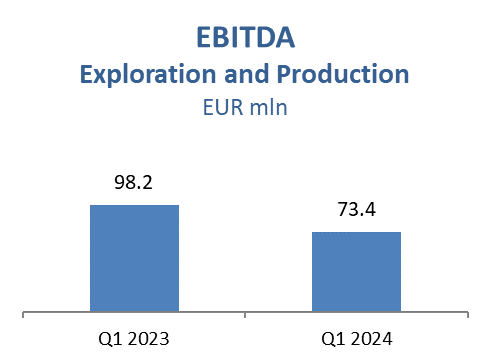 EBITDA
Exploration and Production
EUR mln
98.2
73.4
Q1 2023
Q1 2024